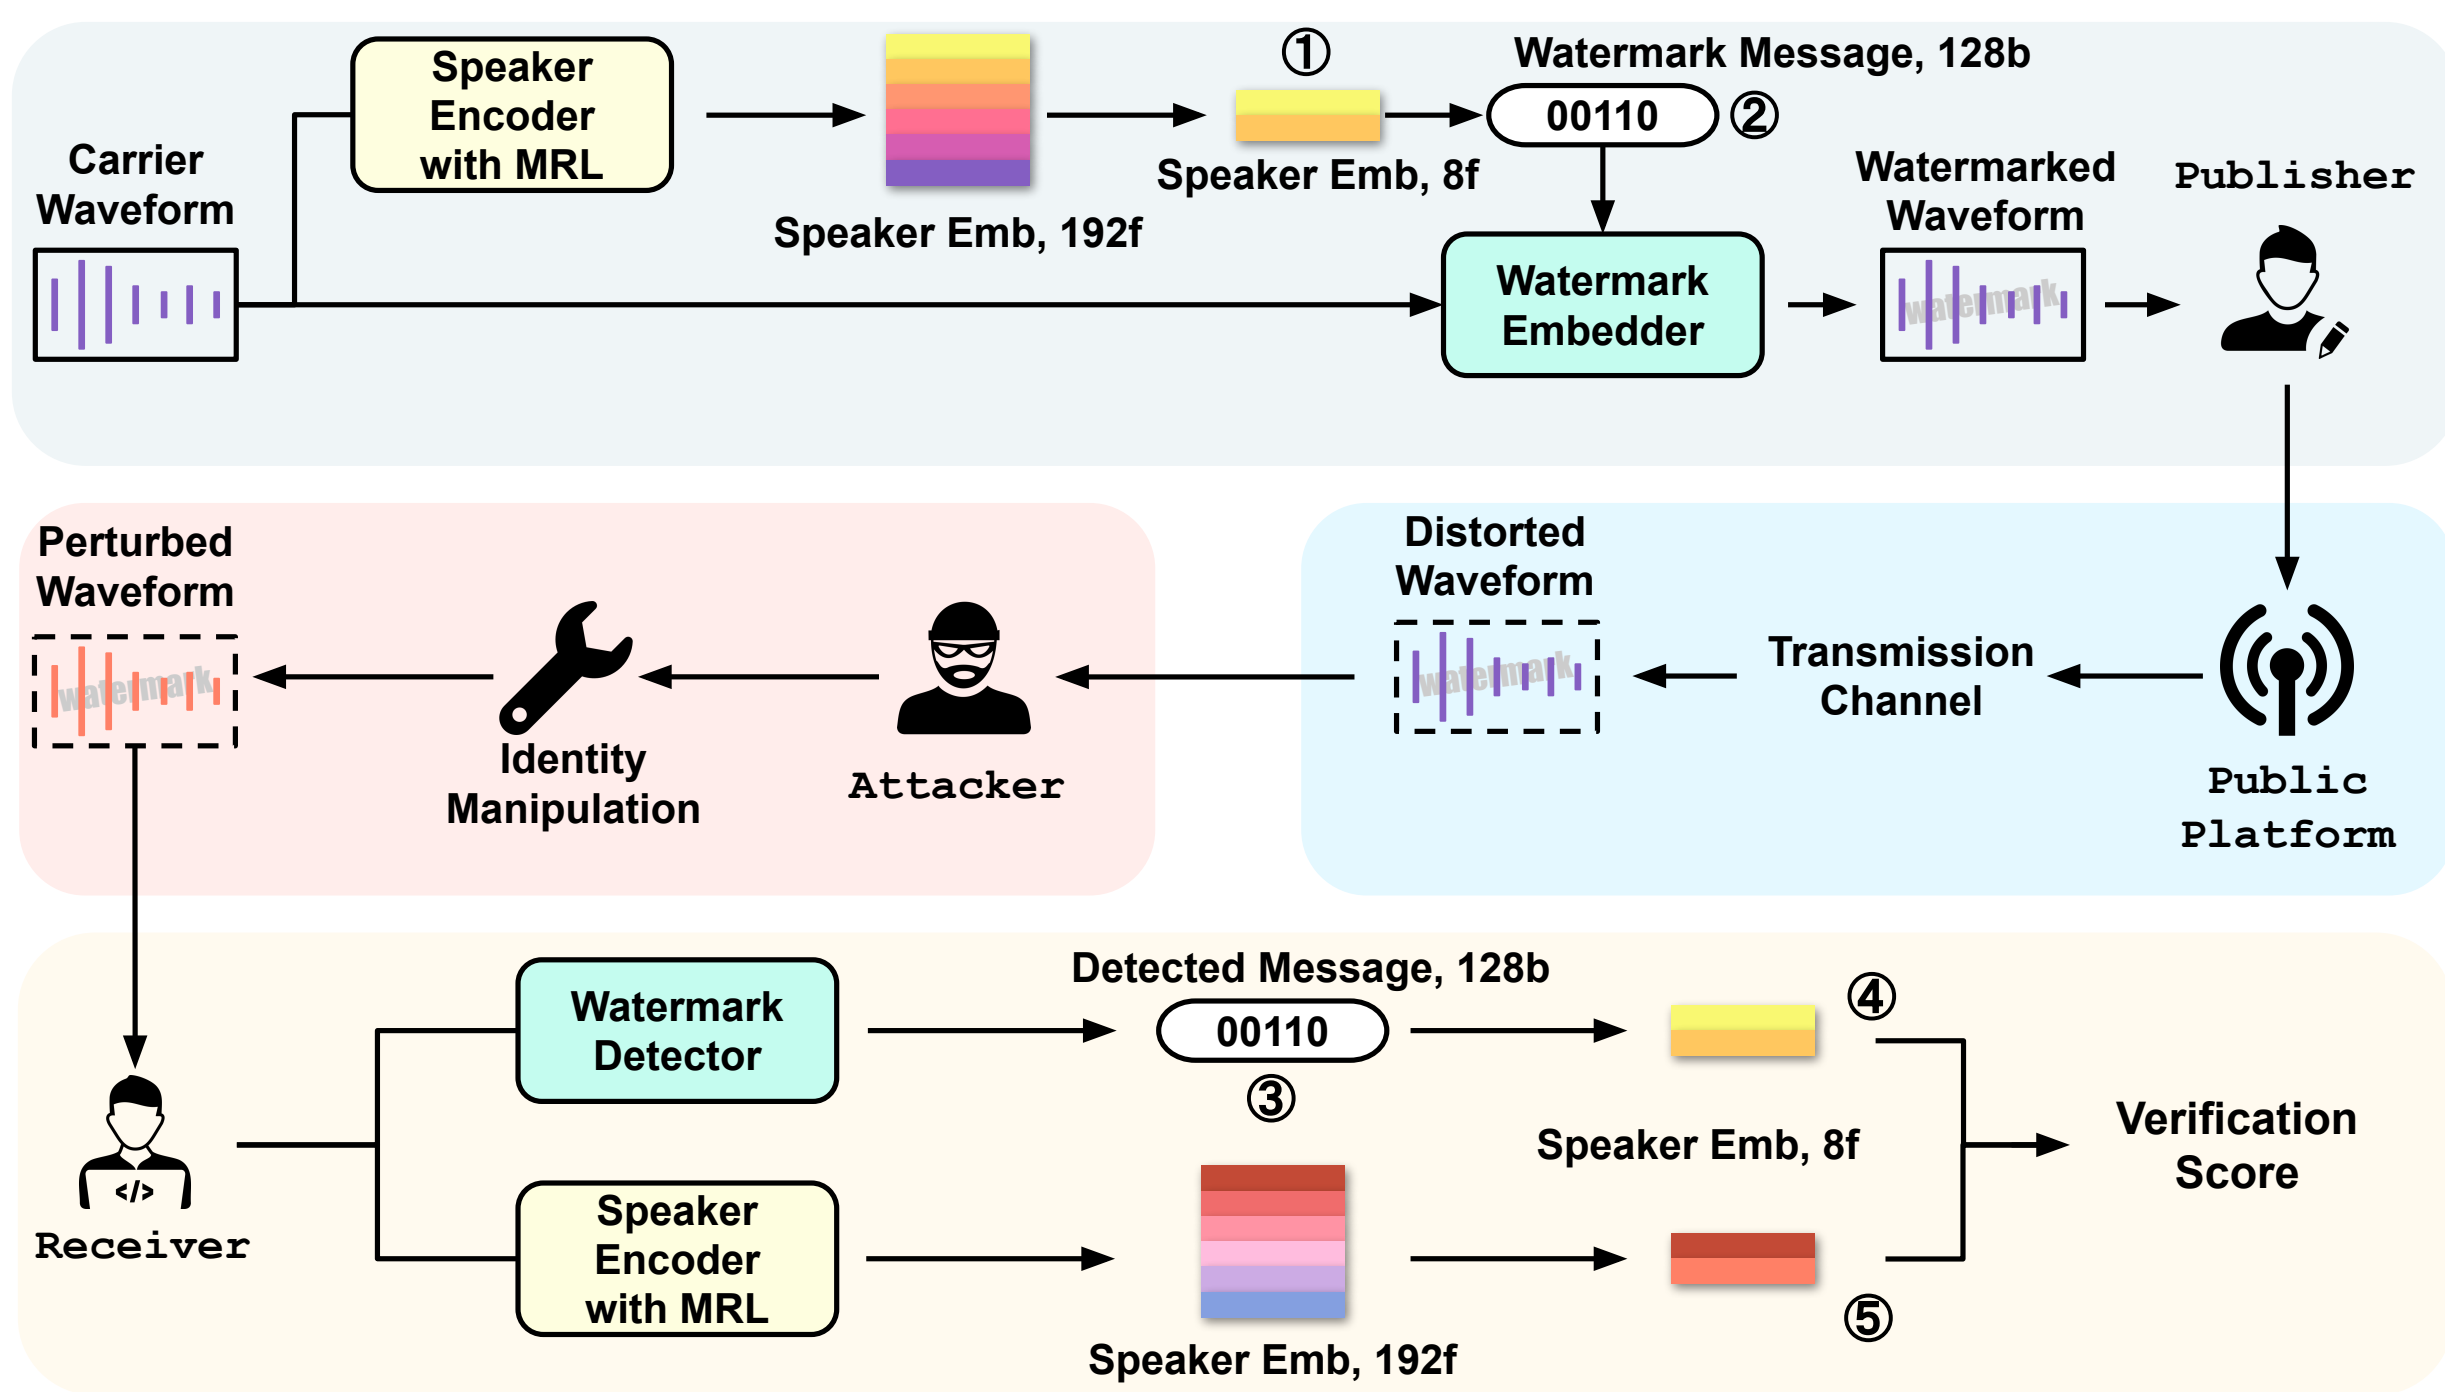 Carrier
Waveform
Speaker
Encoder
with MRL
Speaker Emb, 192f
①
Speaker Emb, 8f
Watermark Message, 128b
00110
②
Watermark
Embedder
Watermarked
Waveform
watermark
Publisher
Perturbed
Waveform
watermark
Identity
Manipulation
Attacker
Distorted
Waveform
watermark
Transmission
Channel
Public
Platform
</>
Receiver
Watermark
Detector
Speaker
Encoder
with MRL
Detected Message, 128b
00110
③
Speaker Emb, 192f
④
Speaker Emb, 8f
⑤
Verification
Score